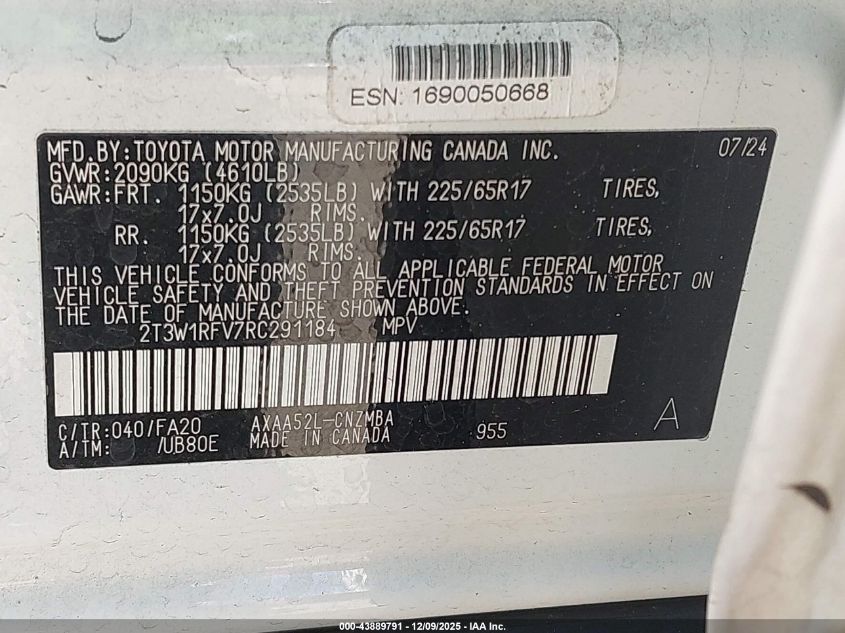 ESN: 1690050668
MFD.BY:TOYOTA MOTOR MANUFACTURING CANADA INC. 07/24
GVWR:2090KG (4610LB)
GAWR:FRT. 1150KG (2535LB) WITH 225/65R17 TIRES,
17x7.0J RIMS.
RR. 1150KG (2535LB) WITH 225/65R17 TIRES,
17x7.0J RIMS.
THIS VEHICLE CONFORMS TO ALL APPLICABLE FEDERAL MOTOR
VEHICLE SAFETY AND THEFT PREVENTION STANDARDS IN EFFECT ON
THE DATE OF MANUFACTURE SHOWN ABOVE.
2T3W1RFV7RC291184 MPV
C/TR:040/FA20 AXAA52L-CNZMBA
A/TM: /UB80E MADE IN CANADA 955 A
000-43889791 - 12/09/2025 - IAA Inc.